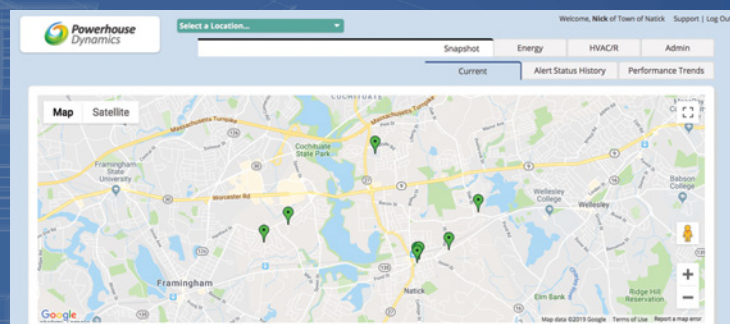 Powerhouse
Dynamics
Select a Location...
Welcome, Nick of Town of Natick Support | Log Out
Snapshot Energy HVAC/R Admin
Current Alert Status History Performance Trends
Map Satellite
COCHITUATE
Massachusetts Turnpike
Massachusetts Turnpike
Cochituate
State Park
Framingham
State
University
Worcester Rd
Wellesley
College
Wellesley
Babson
College
Framingham
Natick
Elm Bank
Ridge Hill
Reservation
Google
Map data ©2019 Google Terms of Use Report a map error